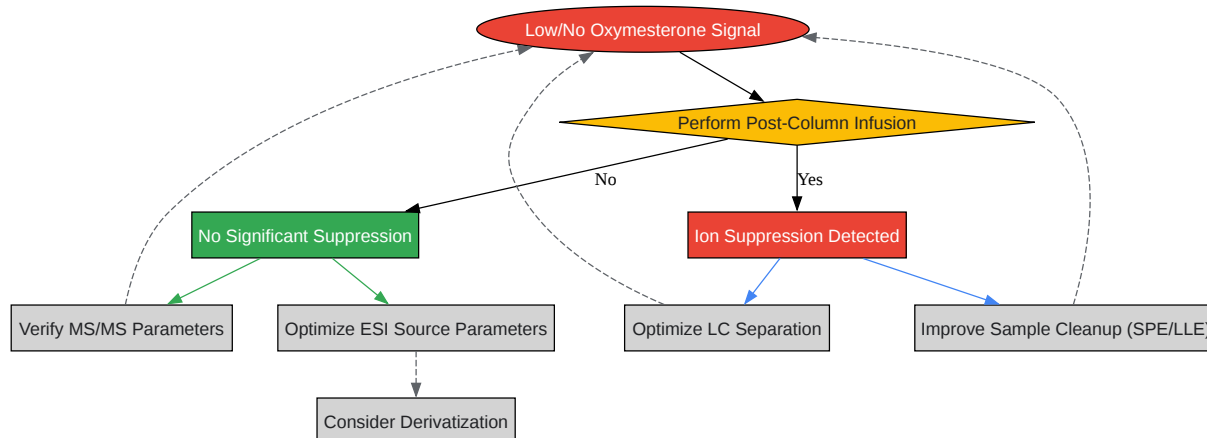 Low/No Oxymesterone Signal
Perform Post-Column Infusion
No
Yes
No Significant Suppression
Ion Suppression Detected
Verify MS/MS Parameters
Optimize ESI Source Parameters
Optimize LC Separation
Improve Sample Cleanup (SPE/LLE)
Consider Derivatization